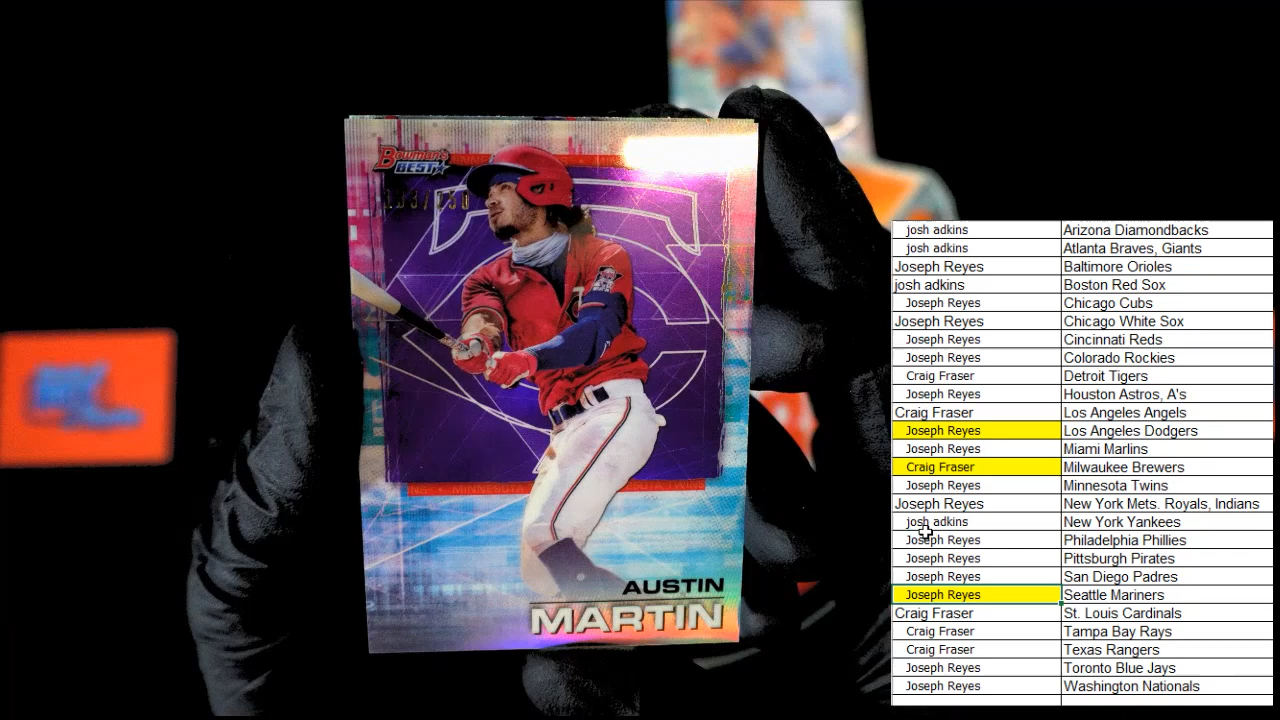 Bowman's
BEST
AUSTIN
MARTIN
josh adkins Arizona Diamondbacks
josh adkins Atlanta Braves, Giants
Joseph Reyes Baltimore Orioles
josh adkins Boston Red Sox
Joseph Reyes Chicago Cubs
Joseph Reyes Chicago White Sox
Joseph Reyes Cincinnati Reds
Joseph Reyes Colorado Rockies
Craig Fraser Detroit Tigers
Joseph Reyes Houston Astros, A's
Craig Fraser Los Angeles Angels
Joseph Reyes Los Angeles Dodgers
Joseph Reyes Miami Marlins
Craig Fraser Milwaukee Brewers
Joseph Reyes Minnesota Twins
Joseph Reyes New York Mets. Royals, Indians
josh adkins New York Yankees
Joseph Reyes Philadelphia Phillies
Joseph Reyes Pittsburgh Pirates
Joseph Reyes San Diego Padres
Joseph Reyes Seattle Mariners
Craig Fraser St. Louis Cardinals
Craig Fraser Tampa Bay Rays
Craig Fraser Texas Rangers
Joseph Reyes Toronto Blue Jays
Joseph Reyes Washington Nationals